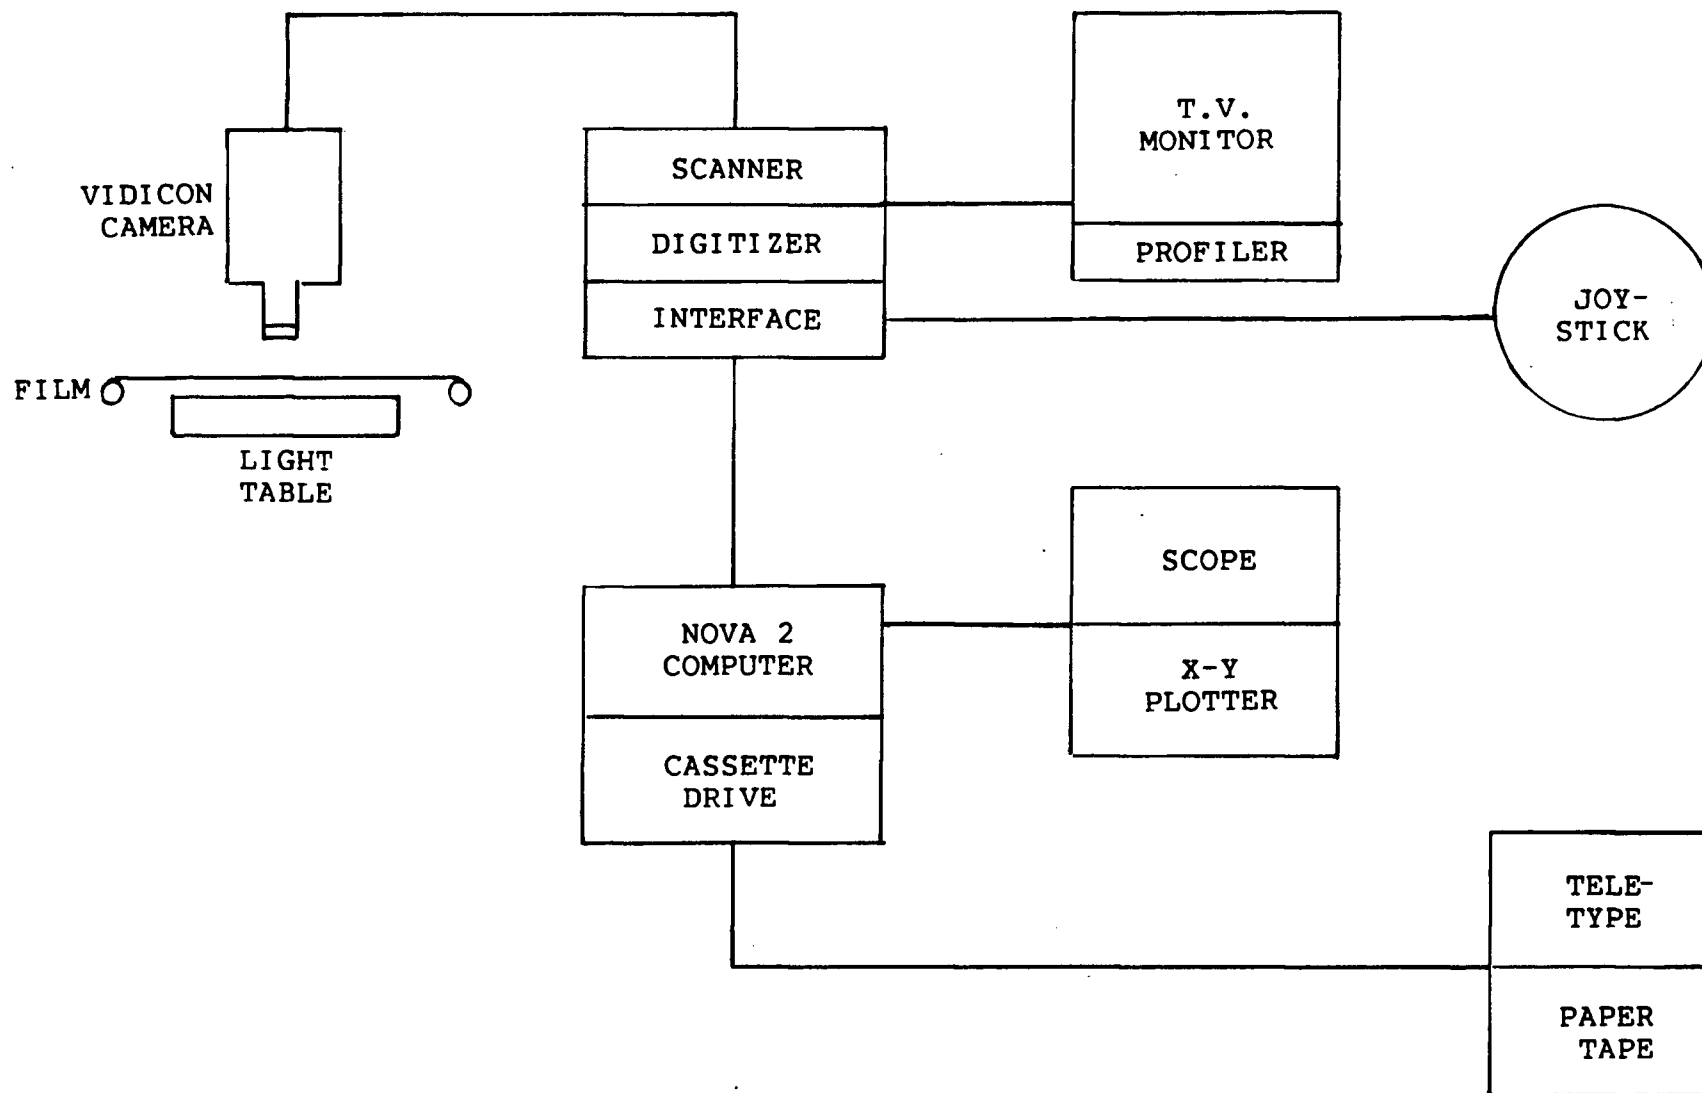 VIDICON
CAMERA
FILM
LIGHT
TABLE
SCANNER
DIGITIZER
INTERFACE
T.V.
MONITOR
PROFILER
JOY-
STICK
NOVA 2
COMPUTER
CASSETTE
DRIVE
SCOPE
X-Y
PLOTTER
TELE-
TYPE
PAPER
TAPE